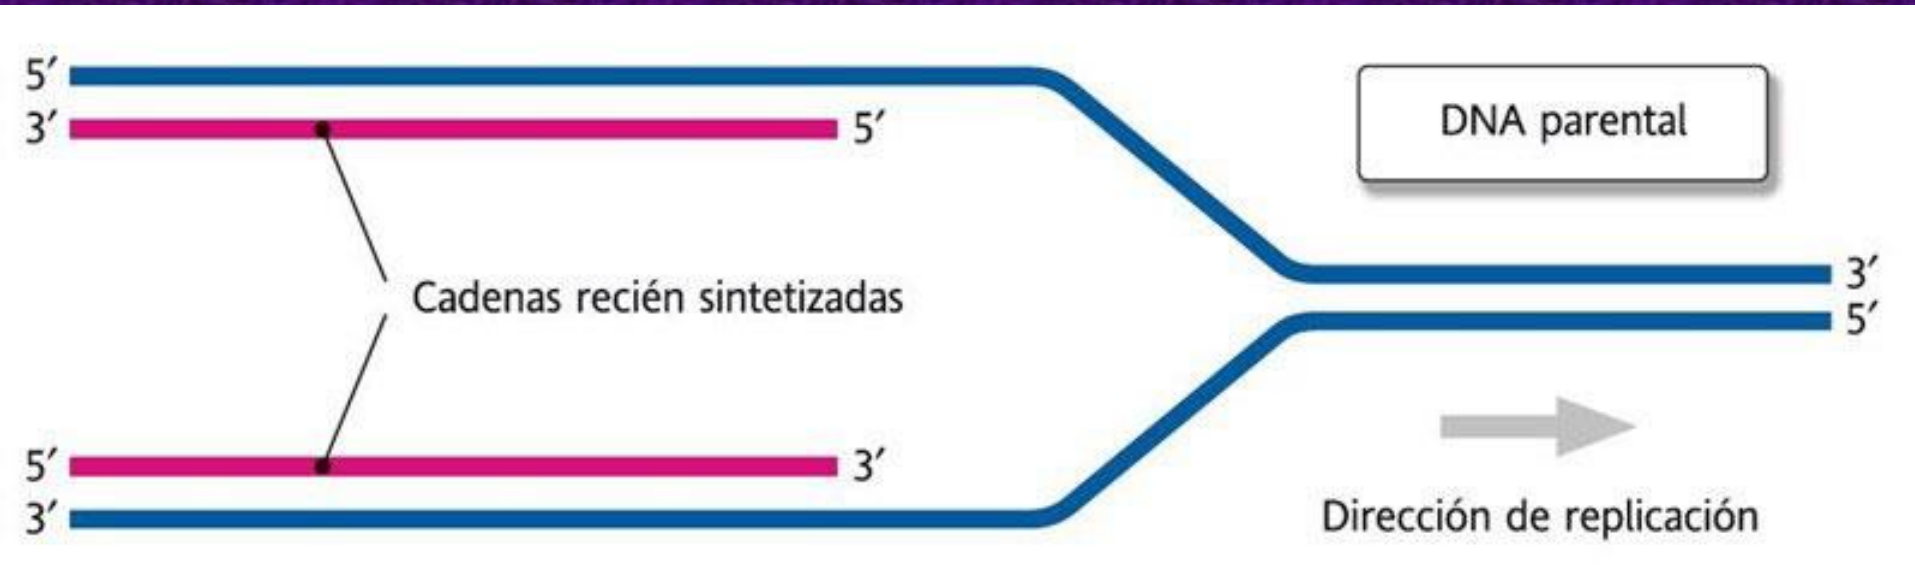 5′
3′
5′
DNA parental
3′
5′
Cadenas recién sintetizadas
5′
3′
3′
Dirección de replicación